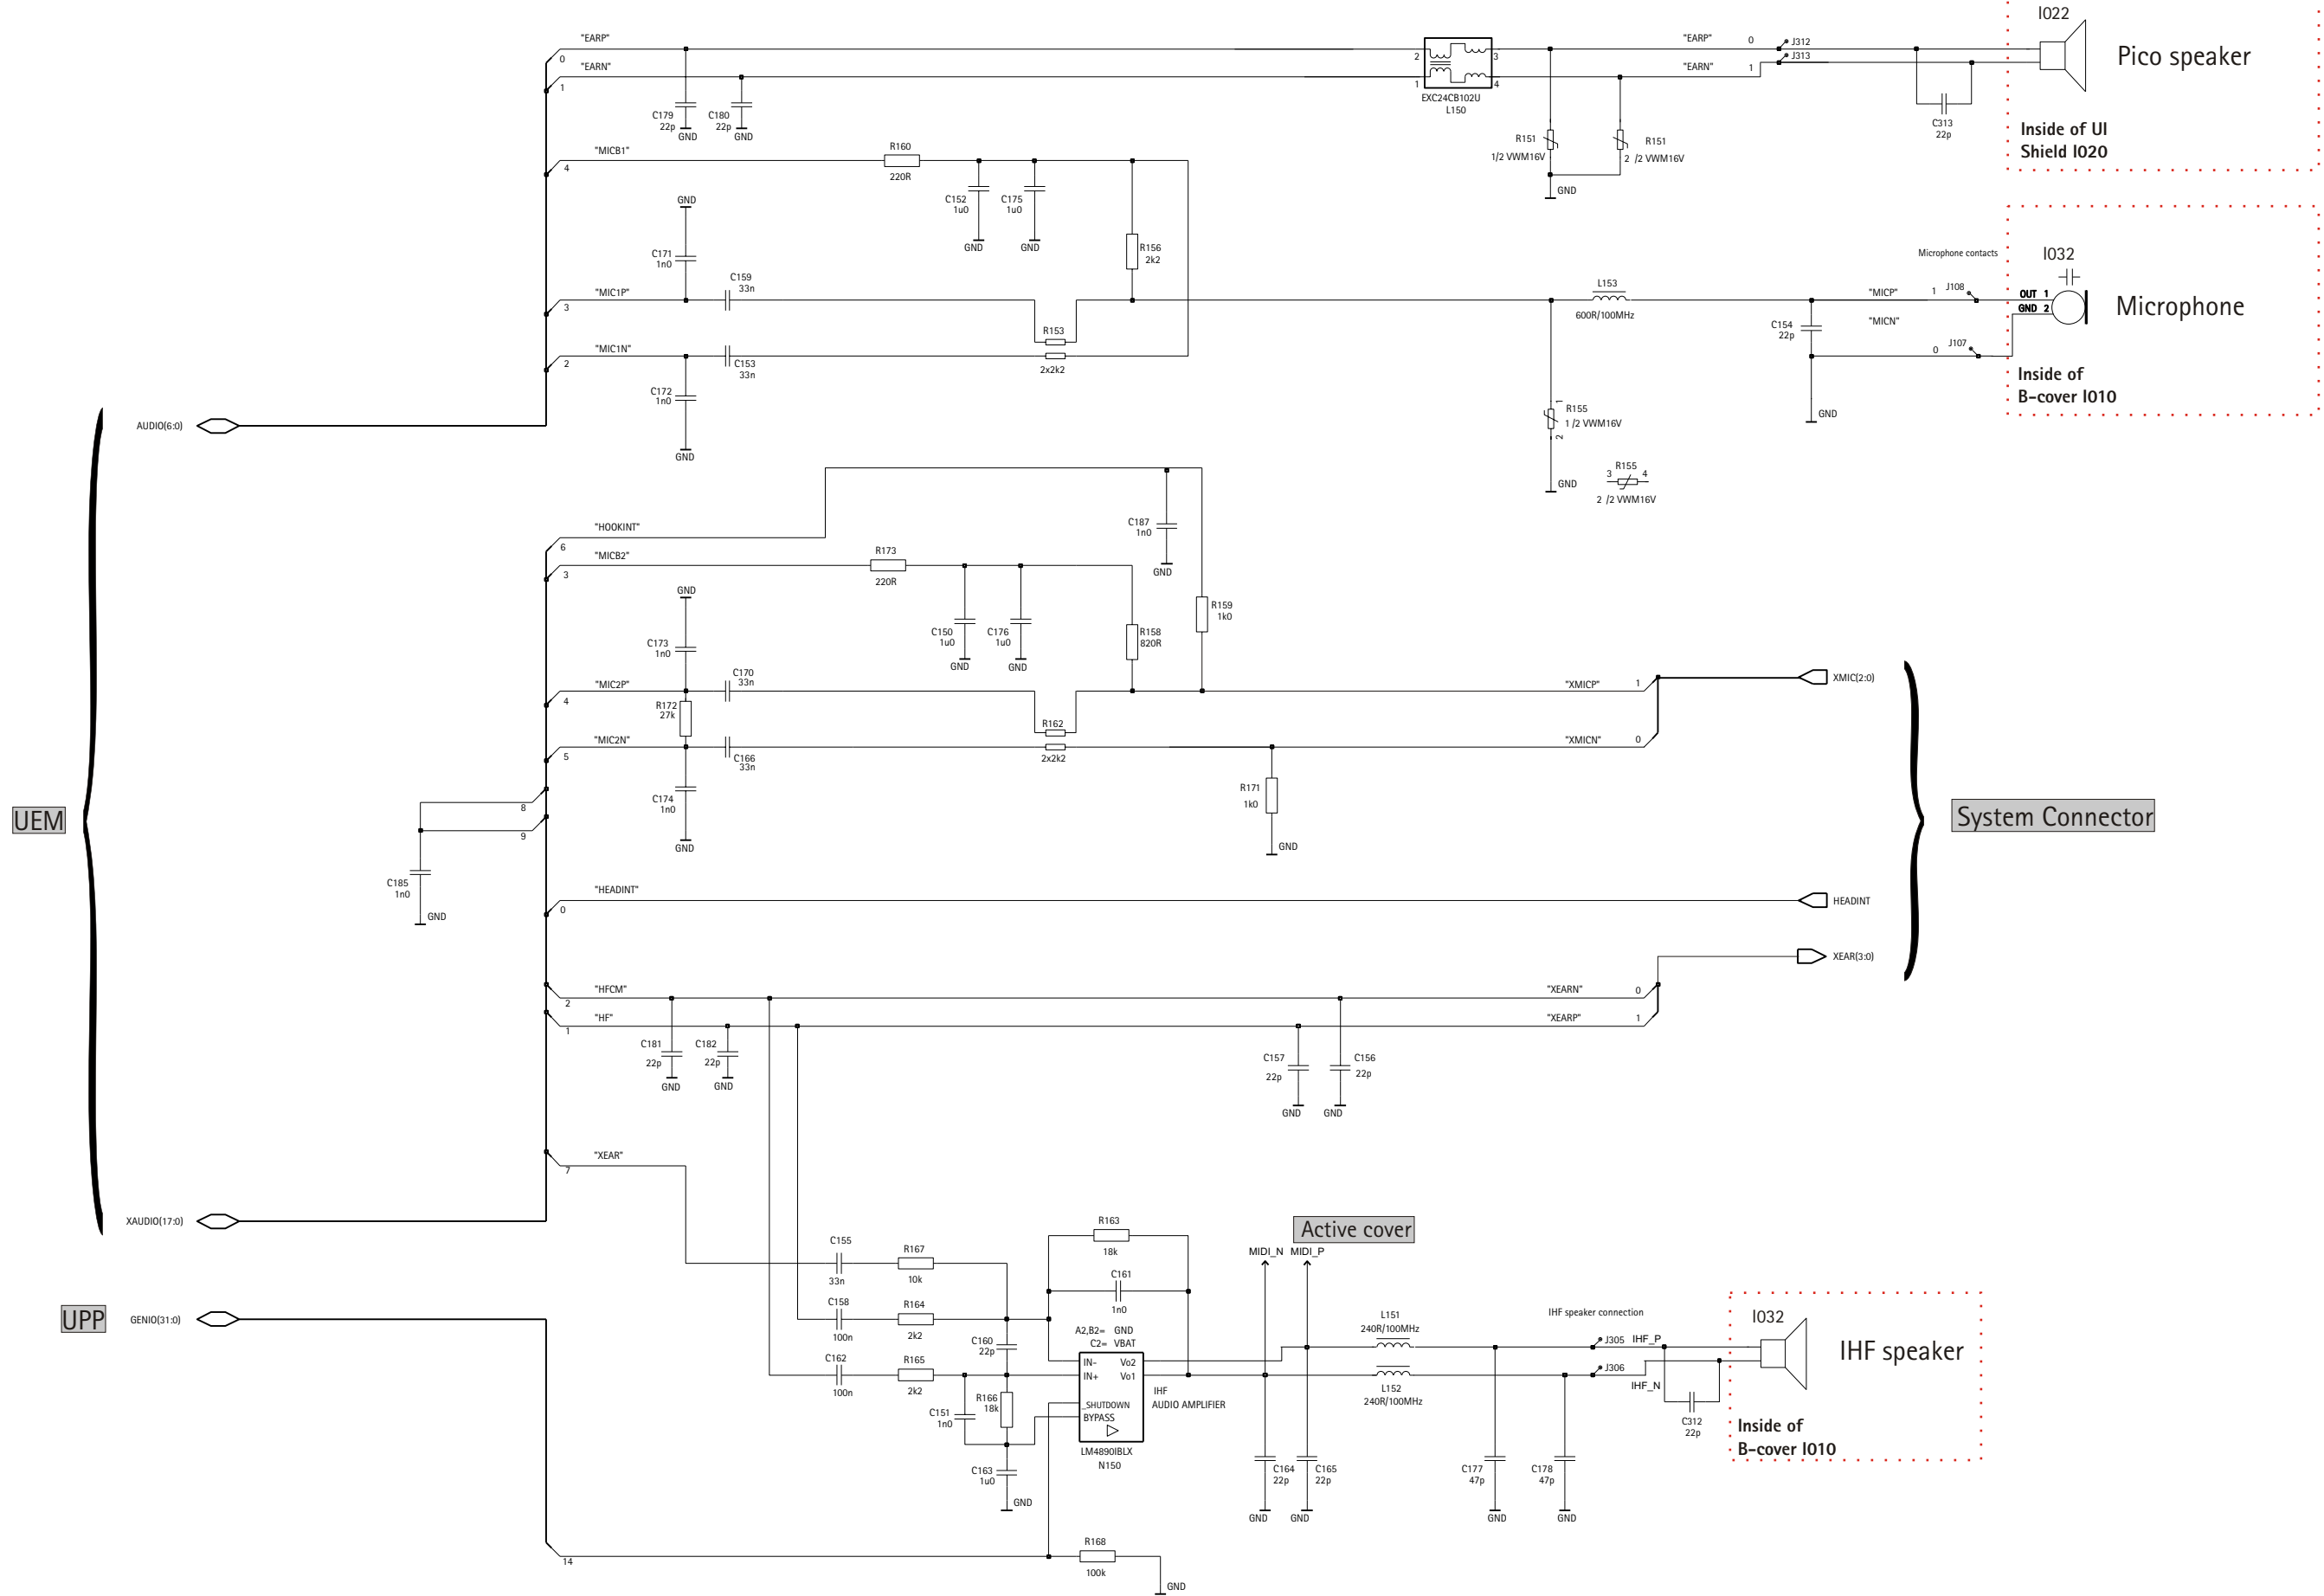 "EARP"
0
"EARN"
1
C179
22p
GND
C180
22p
GND
2
3
1
4
EXC24CB102U
L150
R151
1/2 VWM16V
R151
2 /2 VWM16V
GND
"EARP"
0
J312
"EARN"
1
J313
C313
22p
I022
Pico speaker
Inside of UI
Shield I020
"MICB1"
4
R160
220R
C152
1u0
GND
C175
1u0
GND
R156
2k2
GND
C171
1n0
"MIC1P"
3
C159
33n
R153
2x2k2
"MIC1N"
2
C153
33n
C172
1n0
GND
AUDIO(6:0)
L153
600R/100MHz
R155
1 /2 VWM16V
1
2
GND
R155
3
4
2 /2 VWM16V
C154
22p
GND
Microphone contacts
"MICP"
1
J108
"MICN"
0
J107
I032
OUT 1
GND 2
Microphone
Inside of
B-cover I010
"HOOKINT"
6
C187
1n0
GND
"MICB2"
3
R173
220R
C150
1u0
GND
C176
1u0
GND
R158
820R
R159
1k0
GND
C173
1n0
"MIC2P"
4
C170
33n
R172
27k
R162
2x2k2
"MIC2N"
5
C166
33n
C174
1n0
GND
R171
1k0
GND
"XMICP"
1
"XMICN"
0
XMIC(2:0)
8
9
C185
1n0
GND
UEM
System Connector
"HEADINT"
0
HEADINT
XEAR(3:0)
"HFCM"
2
"HF"
1
C181
22p
GND
C182
22p
GND
"XEARN"
0
"XEARP"
1
C157
22p
GND
C156
22p
GND
"XEAR"
7
XAUDIO(17:0)
UPP
GENIO(31:0)
C155
33n
R167
10k
C158
100n
R164
2k2
C162
100n
R165
2k2
C160
22p
R163
18k
C161
1n0
A2,B2= GND
C2= VBAT
IN-
IN+
Vo2
Vo1
_SHUTDOWN
BYPASS
LM4890IBLX
N150
IHF
AUDIO AMPLIFIER
C151
1n0
R166
18k
C163
1u0
GND
Active cover
MIDI_N
MIDI_P
L151
240R/100MHz
L152
240R/100MHz
C164
22p
GND
C165
22p
GND
C177
47p
GND
C178
47p
GND
IHF speaker connection
J305
IHF_P
J306
IHF_N
C312
22p
I032
IHF speaker
Inside of
B-cover I010
14
R168
100k
GND